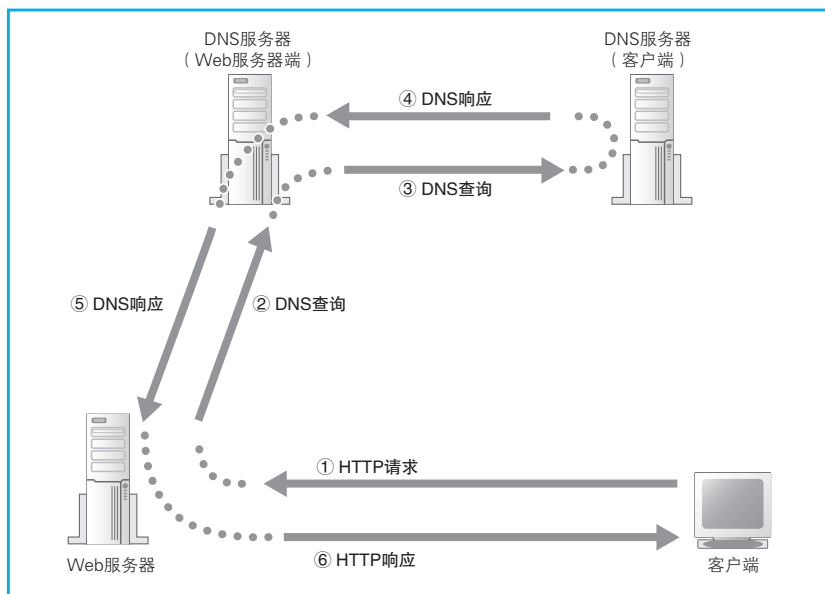 DNS服务器
（Web服务器端）
DNS服务器
（客户端）
④ DNS响应
③ DNS查询
⑤ DNS响应
② DNS查询
① HTTP请求
⑥ HTTP响应
Web服务器
客户端